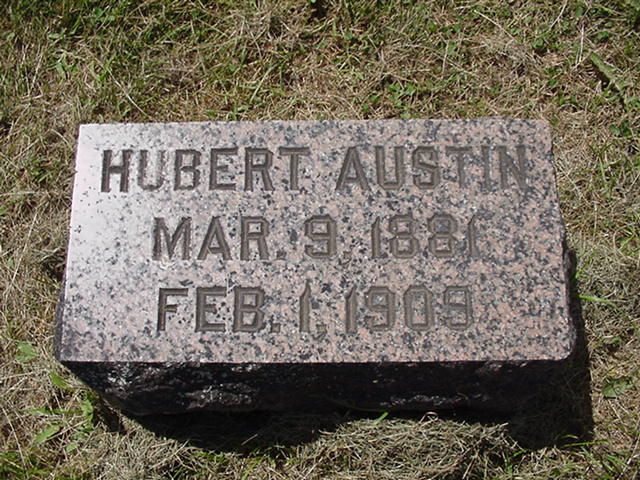 HUBERT AUSTIN
MAR. 9, 1881
FEB. 1, 1909